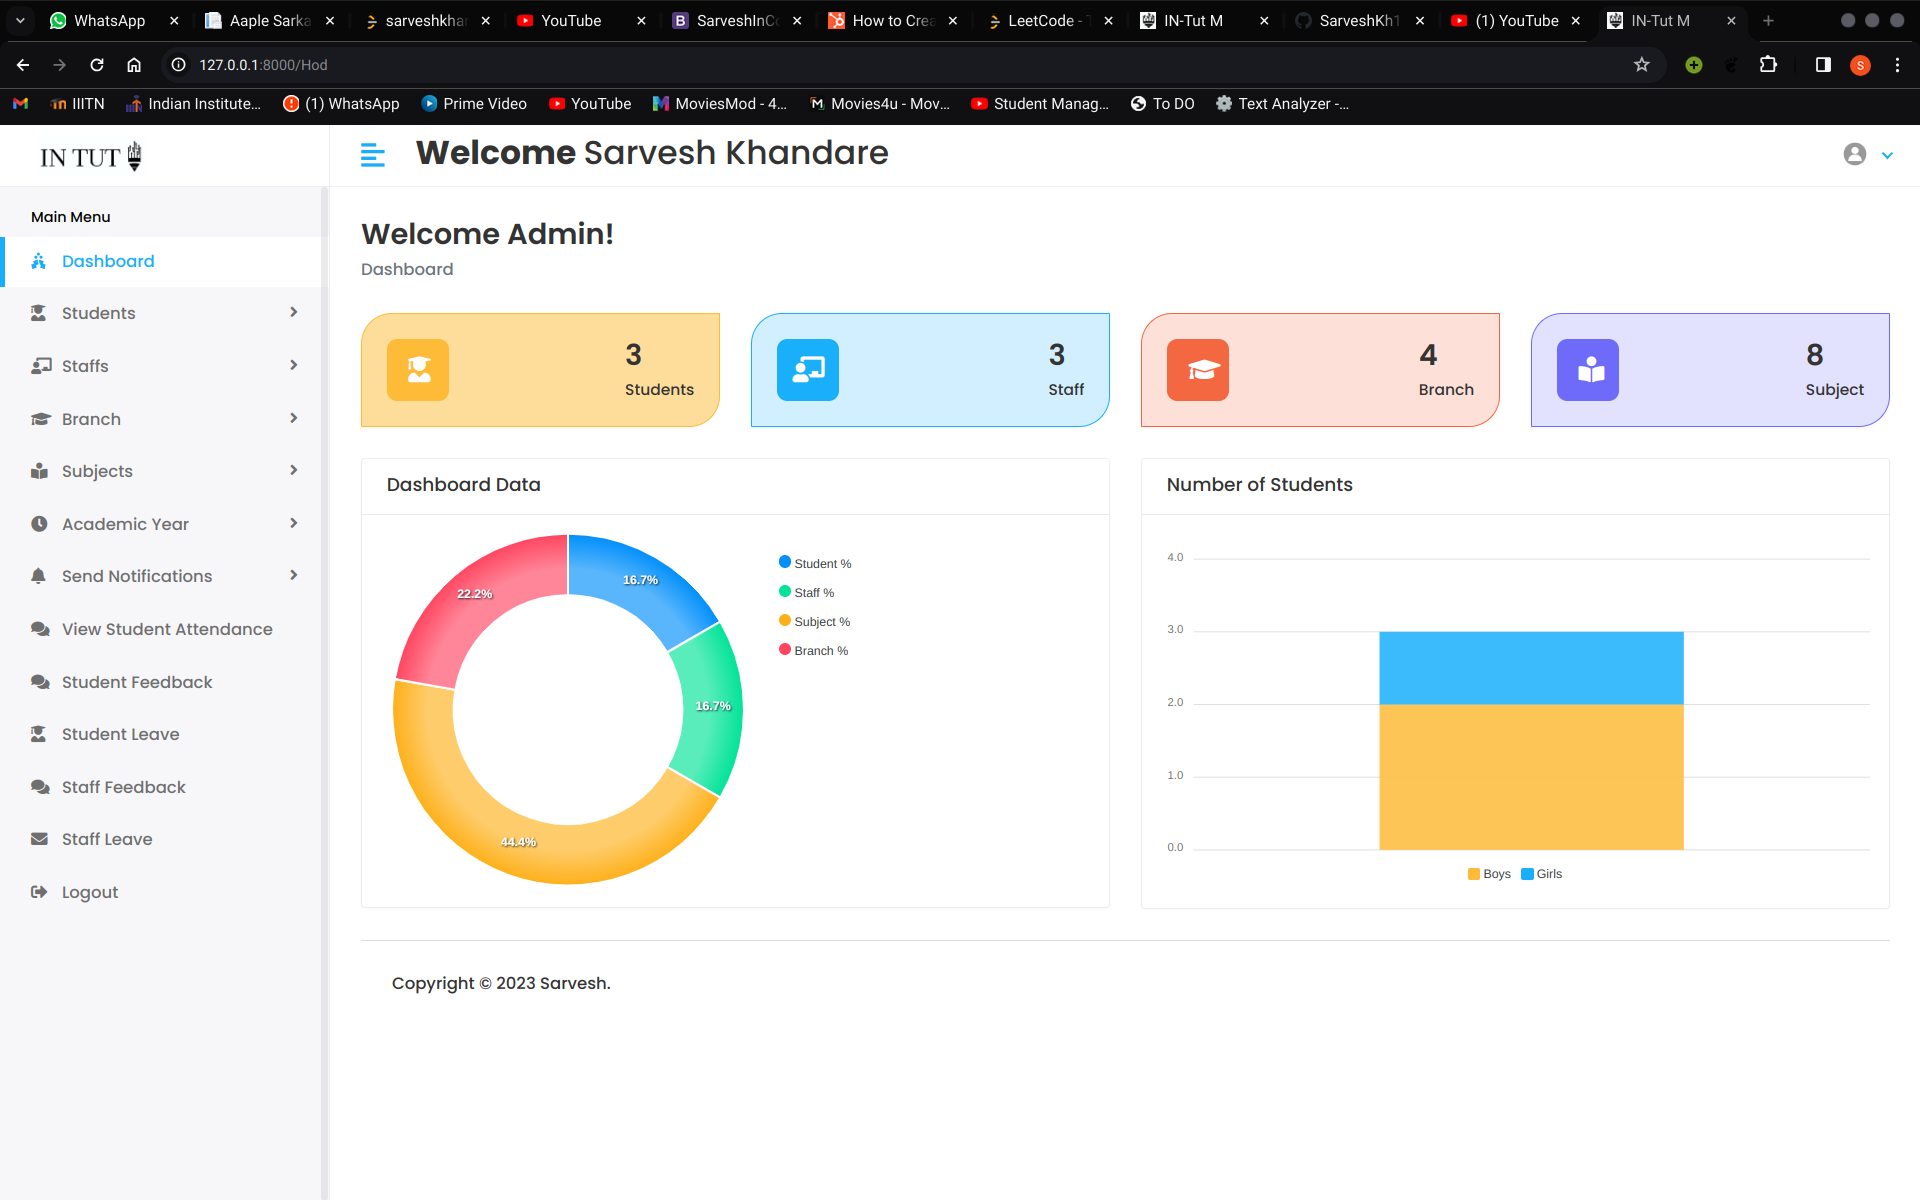 WhatsApp
Aaple Sarka
sarveshkha
YouTube
SarveshInCo
How to Crea
LeetCode -
IN-Tut M
SarveshKh1
(1) YouTube
IN-Tut M
127.0.0.1:8000/Hod
S
IIITN
Indian Institute...
(1) WhatsApp
Prime Video
YouTube
MoviesMod - 4...
Movies4u - Mov...
Student Manag...
To DO
Text Analyzer -...
IN TUT
Welcome Sarvesh Khandare
Main Menu
Dashboard
Students
Staffs
Branch
Subjects
Academic Year
Send Notifications
View Student Attendance
Student Feedback
Student Leave
Staff Feedback
Staff Leave
Logout
Welcome Admin!
Dashboard
3
Students
3
Staff
4
Branch
8
Subject
Dashboard Data
16.7%
16.7%
44.4%
22.2%
Student %
Staff %
Subject %
Branch %
Number of Students
4.0
3.0
2.0
1.0
0.0
Boys Girls
Copyright © 2023 Sarvesh.